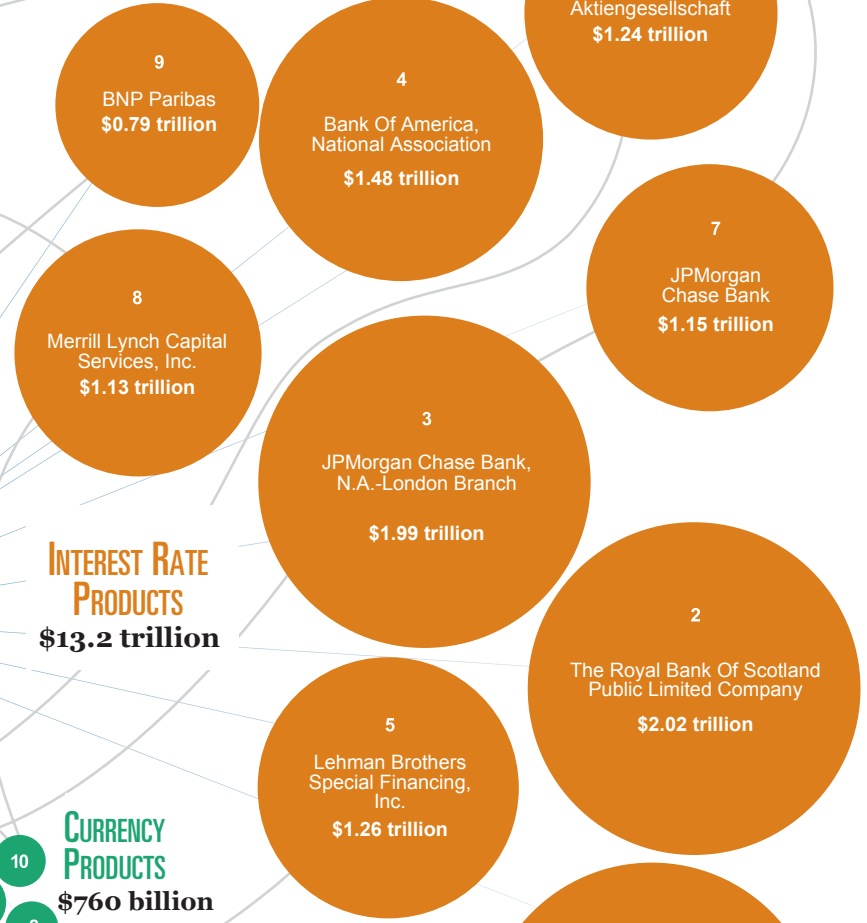 Aktiengesellschaft
$1.24 trillion
9
BNP Paribas
$0.79 trillion
4
Bank Of America,
National Association
$1.48 trillion
7
JPMorgan
Chase Bank
$1.15 trillion
8
Merrill Lynch Capital
Services, Inc.
$1.13 trillion
3
JPMorgan Chase Bank,
N.A.-London Branch
$1.99 trillion
Interest Rate
Products
$13.2 trillion
2
The Royal Bank Of Scotland
Public Limited Company
$2.02 trillion
5
Lehman Brothers
Special Financing,
Inc.
$1.26 trillion
Currency
Products
$760 billion
10